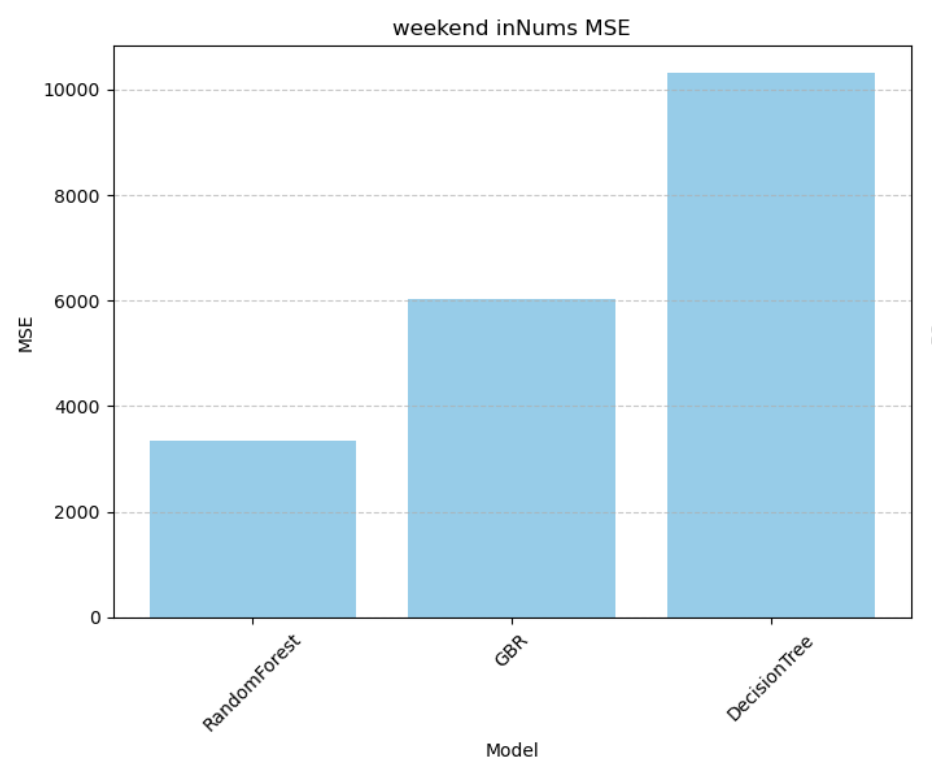 weekend inNums MSE
10000
8000
6000
4000
2000
0
MSE
RandomForest
GBR
DecisionTree
Model